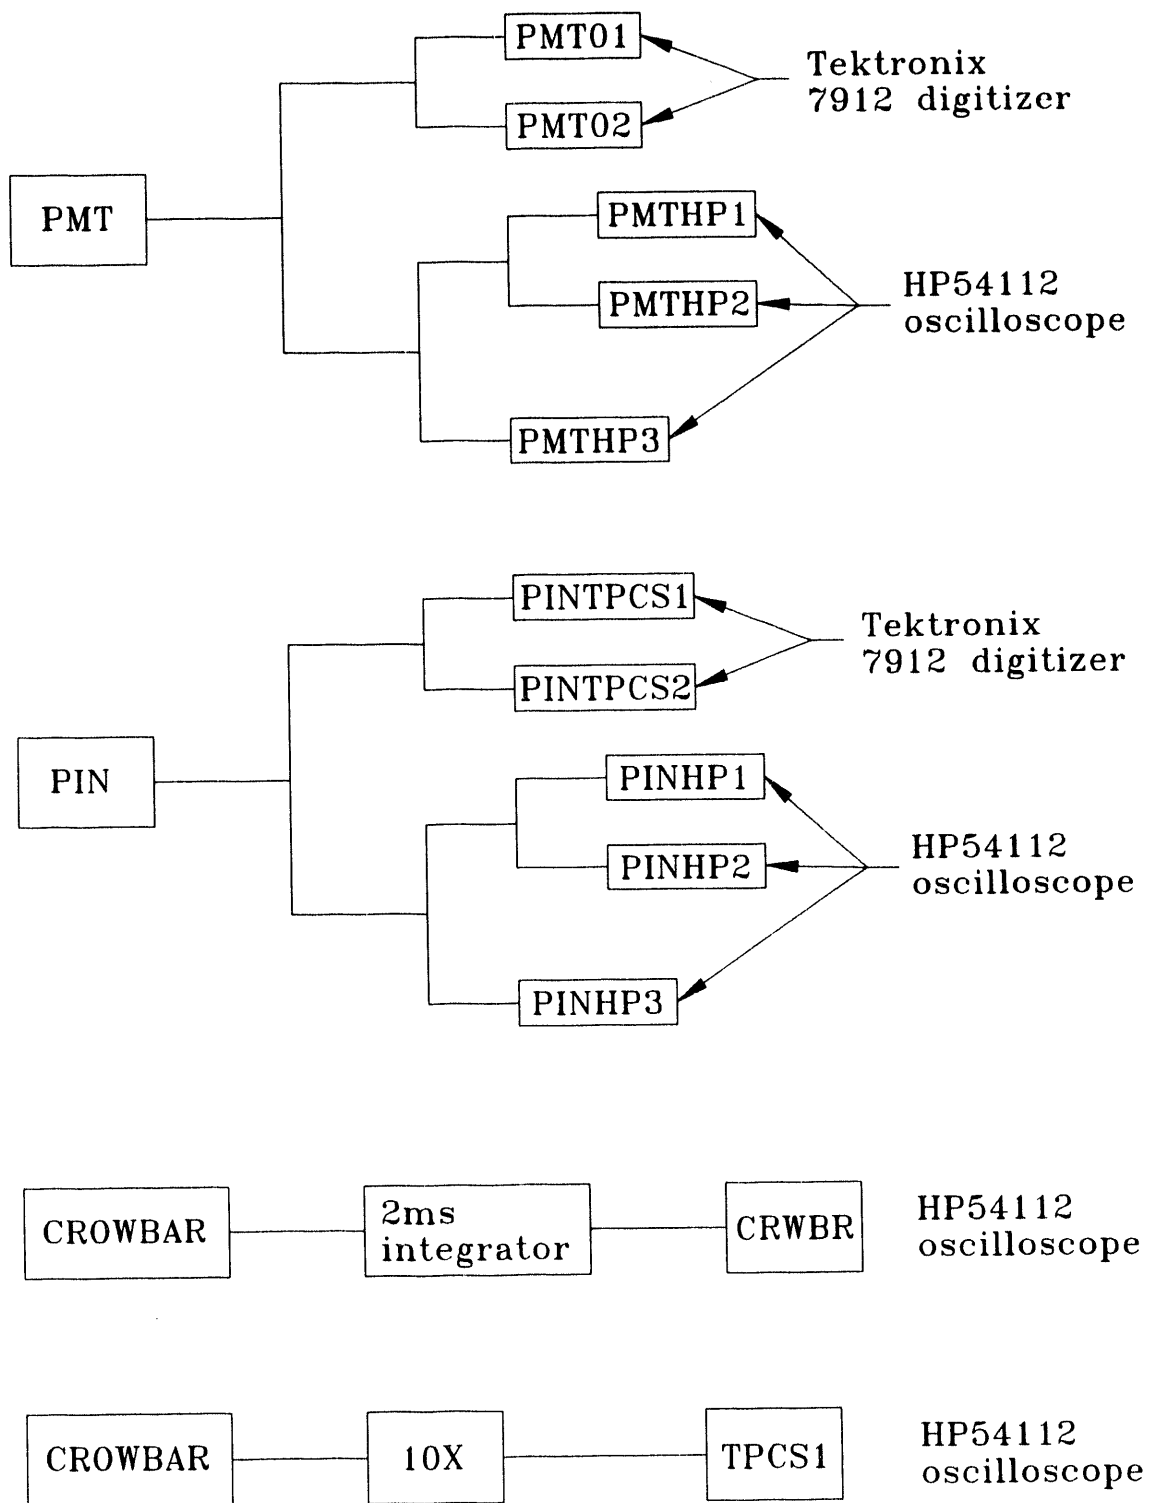 PMT01
Tektronix
7912 digitizer
PMT02
PMT
PMTHP1
PMTHP2
HP54112
oscilloscope
PMTHP3
PINTPCS1
Tektronix
7912 digitizer
PINTPCS2
PIN
PINHP1
PINHP2
HP54112
oscilloscope
PINHP3
CROWBAR
2ms
integrator
CRWBR
HP54112
oscilloscope
CROWBAR
10X
TPCS1
HP54112
oscilloscope